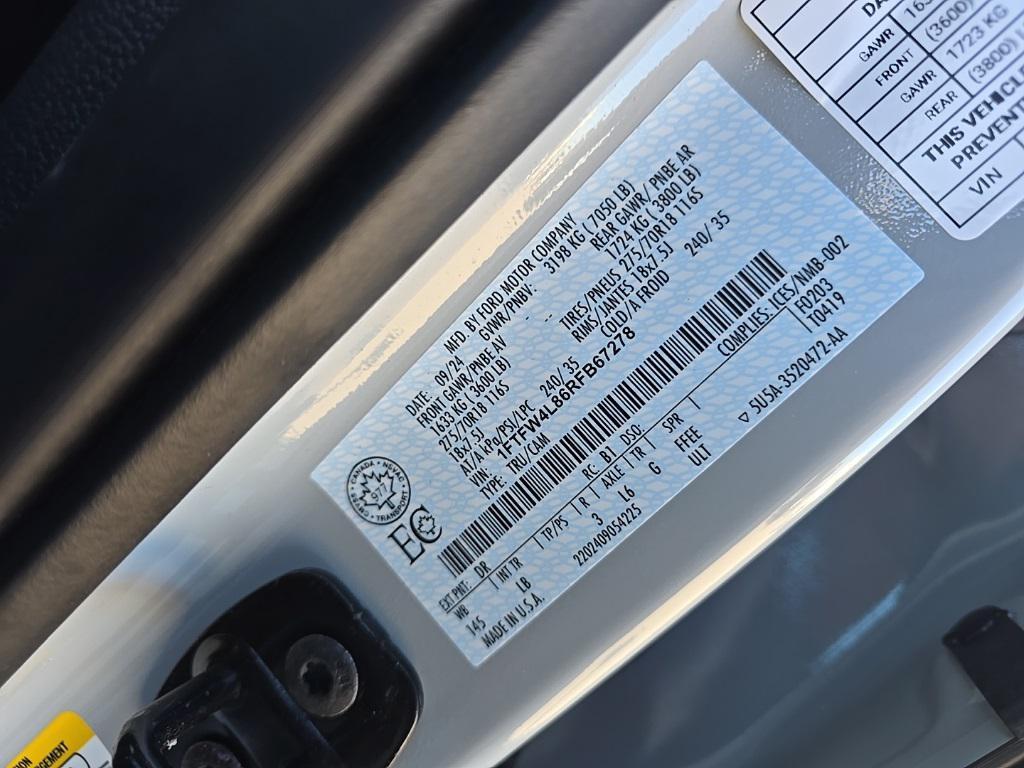 DA
GAWR
FRONT
(3600)
GAWR
REAR
1723 KG
(3800)
THIS VEHICLE
PREVENT
VIN
MFD. BY FORD MOTOR COMPANY
DATE: 09/24 GVWR/PNBV: 3198 KG ( 7050 LB)
FRONT GAWR/PNBE AV REAR GAWR/ PNBE AR
1633 KG ( 3600 LB) -- 1724 KG ( 3800 LB)
275/70R18 116S -- TIRES/PNEUS 275/70R18 116S
18x7.5J RIMS/JANTES 18x7.5J
AT/A kPa/PSI/LPC 240/ 35 COLD/A FROID 240/ 35
VIN: 1FTFW4L86RFB67278
TYPE: TRU/CAM
CANADA
TRANSPORT
EC
COMPLIES: ICES/NMB-002
EXT PNT: DR RC: B1 DSO: F0203
WB INT TR TP/PS R AXLE TR SPR T0419
145 LB 3 L6 G FFEE
ULT
MADE IN U.S.A. 2202409054225 5U5A-3520472-AA